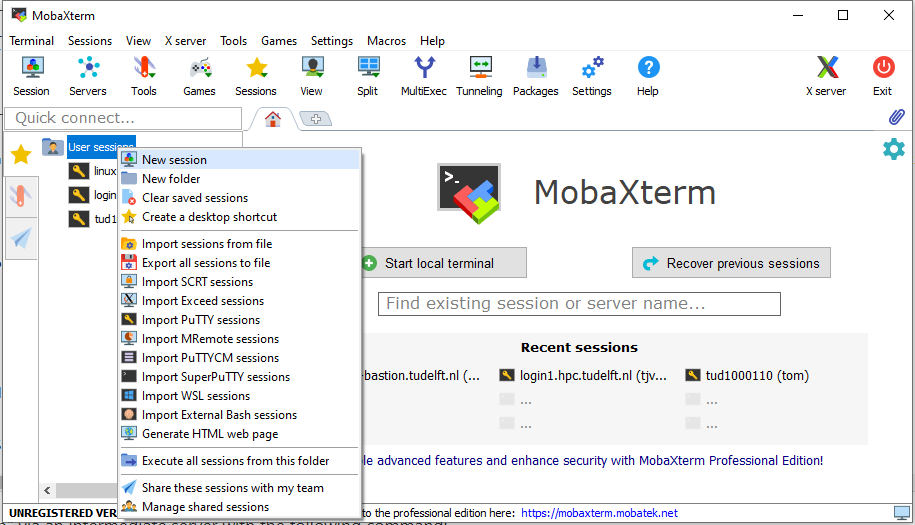 MobaXterm
Terminal Sessions View X server Tools Games Settings Macros Help
Session Servers Tools Games Sessions View Split MultiExec Tunneling Packages Settings Help X server Exit
Quick connect...
User sessions
linux
login
tud1
New session
New folder
Clear saved sessions
Create a desktop shortcut
Import sessions from file
Export all sessions to file
Import SCRT sessions
Import Exceed sessions
Import PuTTY sessions
Import MRemote sessions
Import PuTTYCM sessions
Import SuperPuTTY sessions
Import WSL sessions
Import External Bash sessions
Generate HTML web page
Execute all sessions from this folder
Share these sessions with my team
Manage shared sessions
MobaXterm
Start local terminal
Recover previous sessions
Find existing session or server name...
Recent sessions
-bastion.tudelft.nl (... login1.hpc.tudelft.nl (tjv... tud1000110 (tom)
... ...
... ...
le advanced features and enhance security with MobaXterm Professional Edition!
UNREGISTERED VER to the professional edition here: https://mobaxterm.mobatek.net